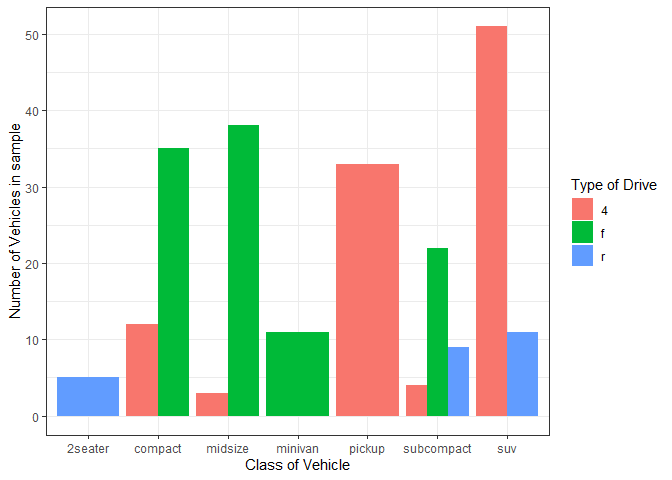 50
40
30
20
10
0
Number of Vehicles in sample
2seater compact midsize minivan pickup subcompact suv
Class of Vehicle
Type of Drive
4
f
r